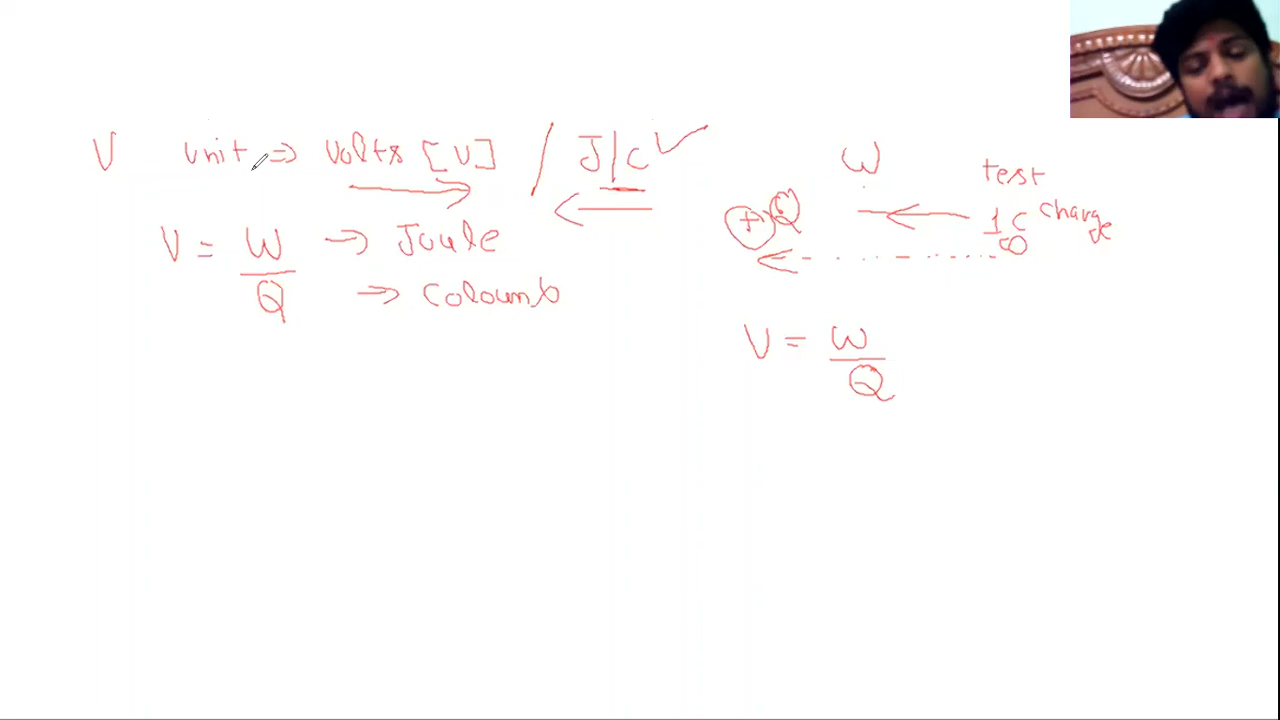 V unit ⇒ volts [V] / J/C ✓
V = W/Q → Joule
→ Coloumb
W
test
+Q ← 1C charge
∞
V = W/Q